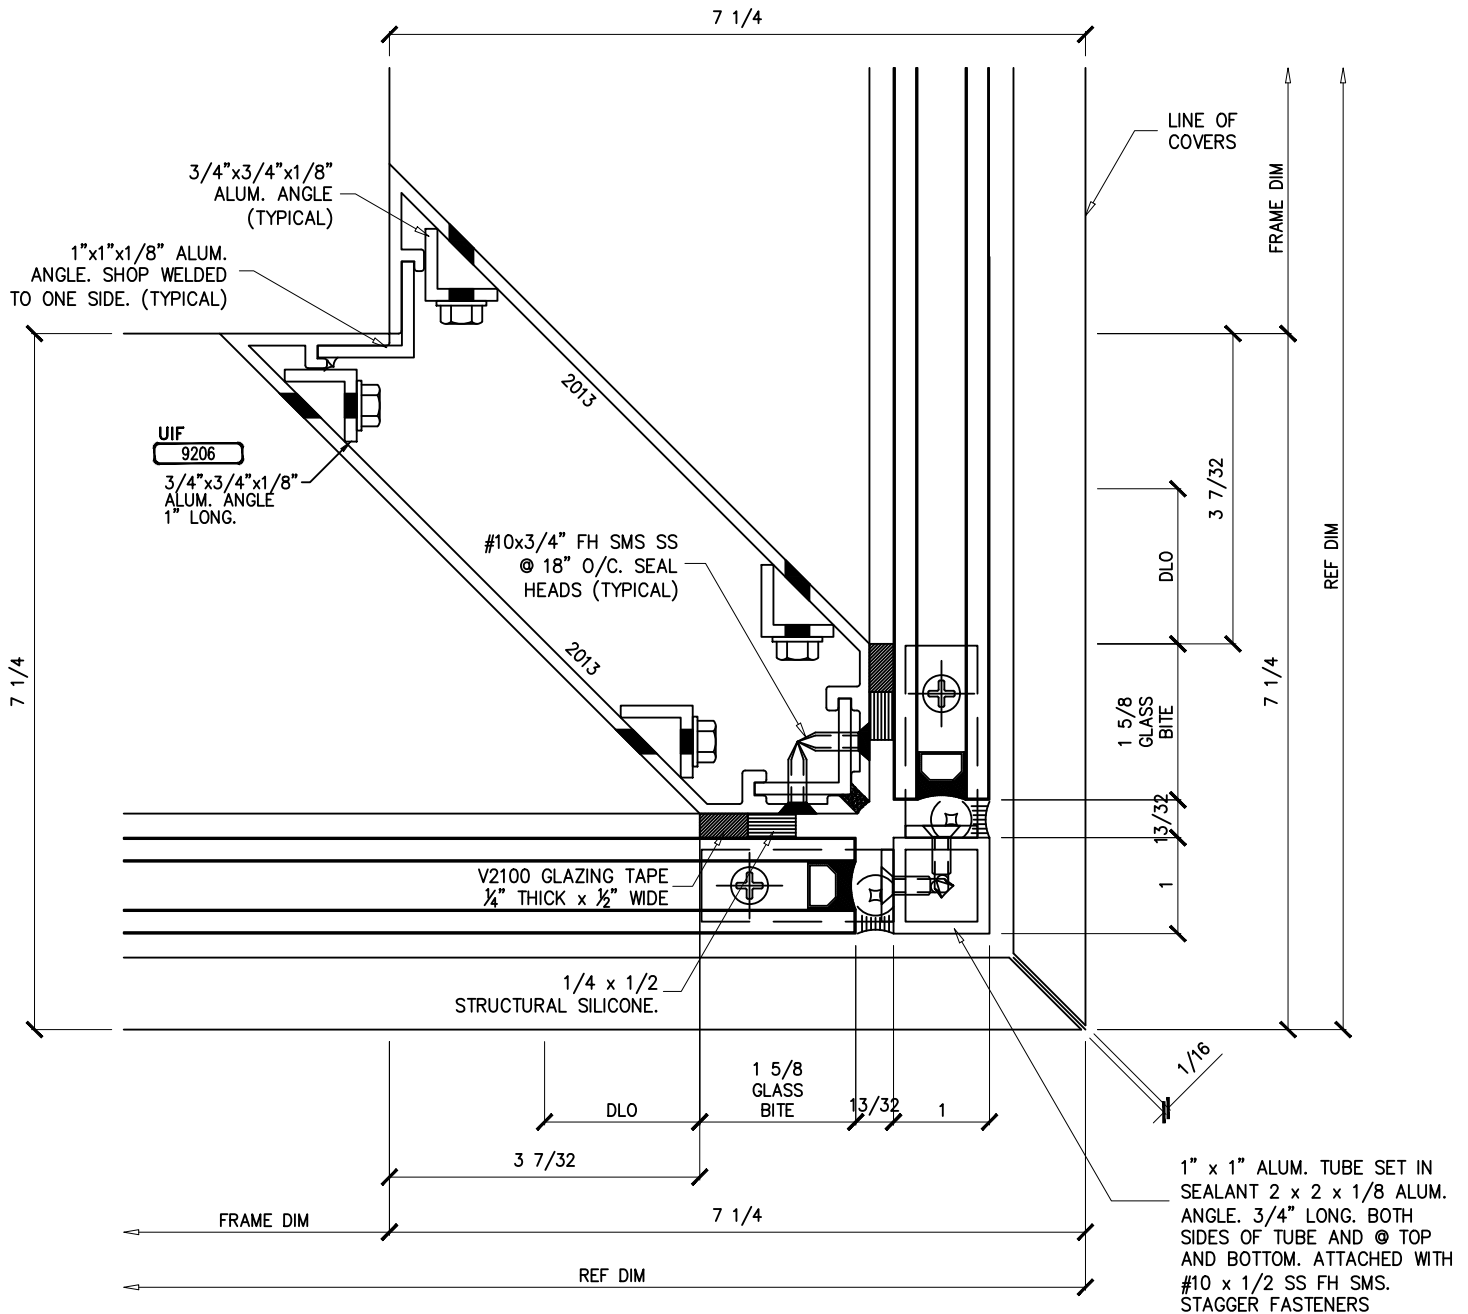 7 1/4
LINE OF
COVERS
3/4"x3/4"x1/8"
ALUM. ANGLE
(TYPICAL)
1"x1"x1/8" ALUM.
ANGLE. SHOP WELDED
TO ONE SIDE. (TYPICAL)
FRAME DIM
2013
UIF
9206
3/4"x3/4"x1/8"
ALUM. ANGLE
1" LONG.
3 7/32
#10x3/4" FH SMS SS
@ 18" O/C. SEAL
HEADS (TYPICAL)
DLO
REF DIM
2013
7 1/4
7 1/4
1 5/8
GLASS
BITE
13/32
1
V2100 GLAZING TAPE
¼" THICK x ½" WIDE
1/4 x 1/2
STRUCTURAL SILICONE.
1/16
1 5/8
GLASS
BITE
DLO
13/32
1
3 7/32
FRAME DIM
7 1/4
REF DIM
1" x 1" ALUM. TUBE SET IN
SEALANT 2 x 2 x 1/8 ALUM.
ANGLE. 3/4" LONG. BOTH
SIDES OF TUBE AND @ TOP
AND BOTTOM. ATTACHED WITH
#10 x 1/2 SS FH SMS.
STAGGER FASTENERS